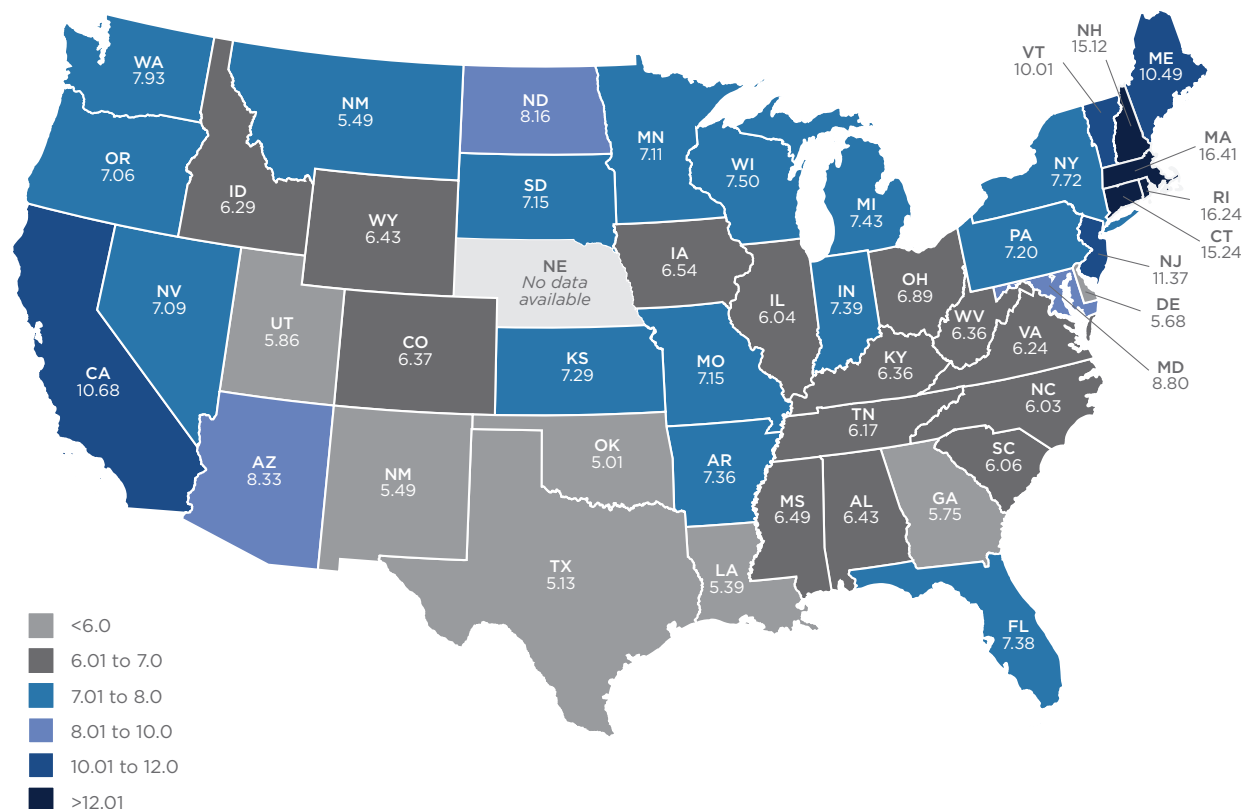 NH
15.12
VT
10.01
ME
10.49
WA
7.93
NM
5.49
ND
8.16
MN
7.11
MA
16.41
OR
7.06
WI
7.50
NY
7.72
ID
6.29
SD
7.15
MI
7.43
RI
16.24
WY
6.43
PA
7.20
CT
15.24
IA
6.54
NE
No data
available
NJ
11.37
OH
6.89
NV
7.09
IN
7.39
IL
6.04
DE
5.68
UT
5.86
WV
6.36
VA
6.24
CO
6.37
KS
7.29
MO
7.15
KY
6.36
MD
8.80
CA
10.68
NC
6.03
TN
6.17
OK
5.01
SC
6.06
AZ
8.33
AR
7.36
NM
5.49
MS
6.49
AL
6.43
GA
5.75
TX
5.13
LA
5.39
FL
7.38
<6.0
6.01 to 7.0
7.01 to 8.0
8.01 to 10.0
10.01 to 12.0
>12.01